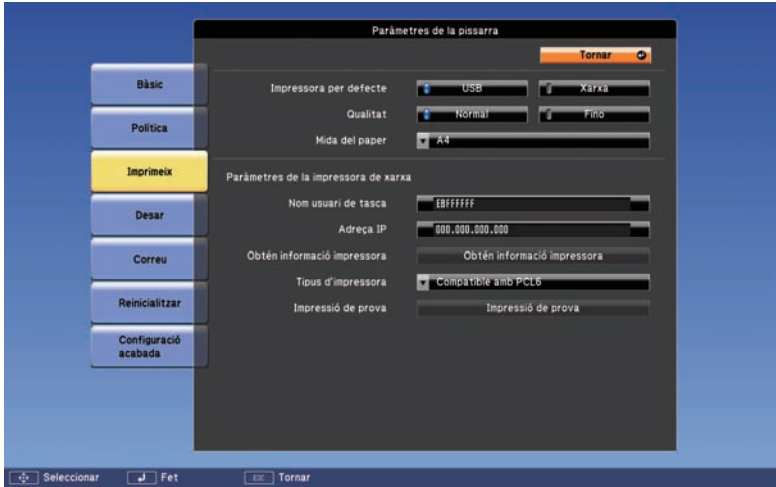 Paràmetres de la pissarra
Tornar
Bàsic
Política
Imprimeix
Desar
Correu
Reinicialitzar
Configuració
acabada
Impressora per defecte USB Xarxa
Qualitat Normal Fino
Mida del paper A4
Paràmetres de la impressora de xarxa
Nom usuari de tasca EBFFFFFF
Adreça IP 000.000.000.000
Obtén informació impressora Obtén informació impressora
Tipus d'impressora Compatible amb PCL6
Impressió de prova Impressió de prova
Seleccionar Fet ESC Tornar